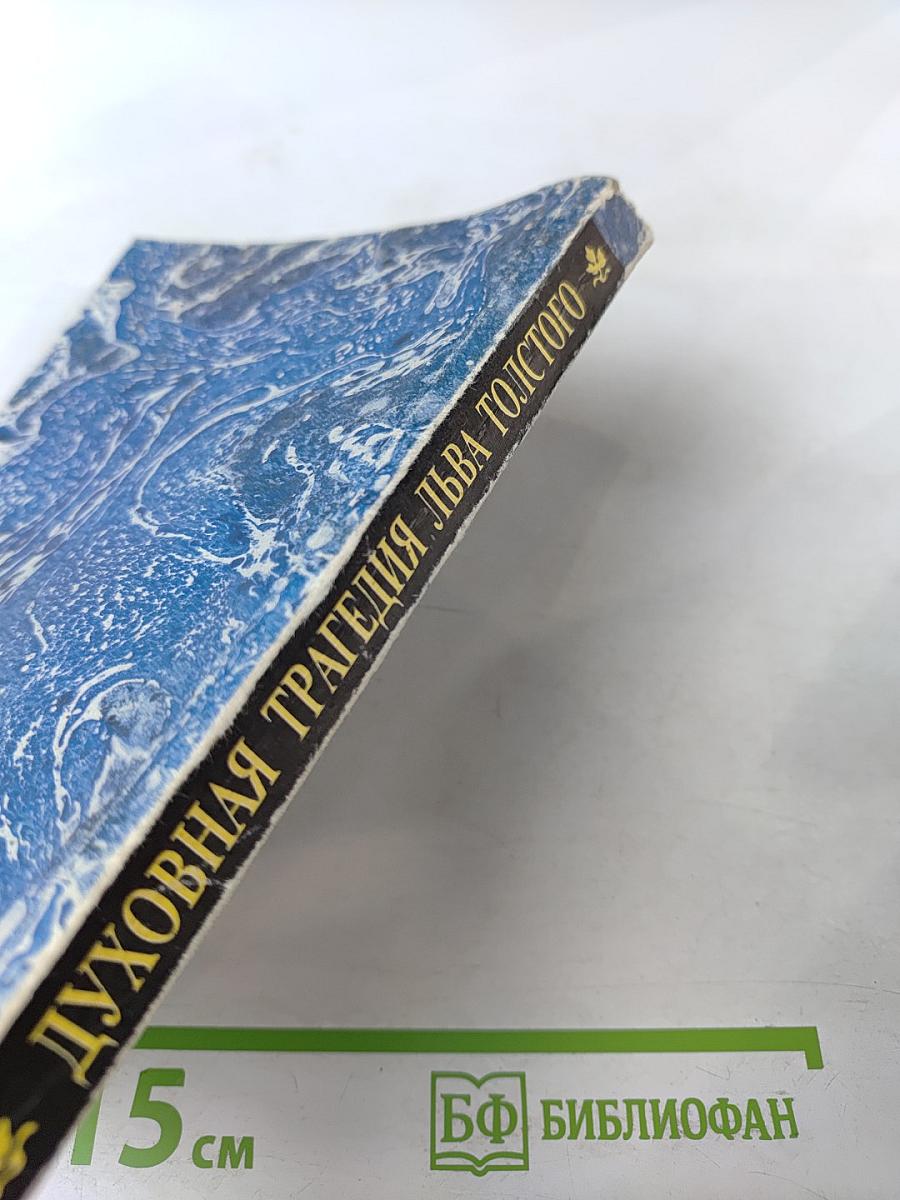 ДУХОВНАЯ ТРАГЕДИЯ ЛЬВА ТОЛСТОГО
15 см
БФ БИБЛИОФАН